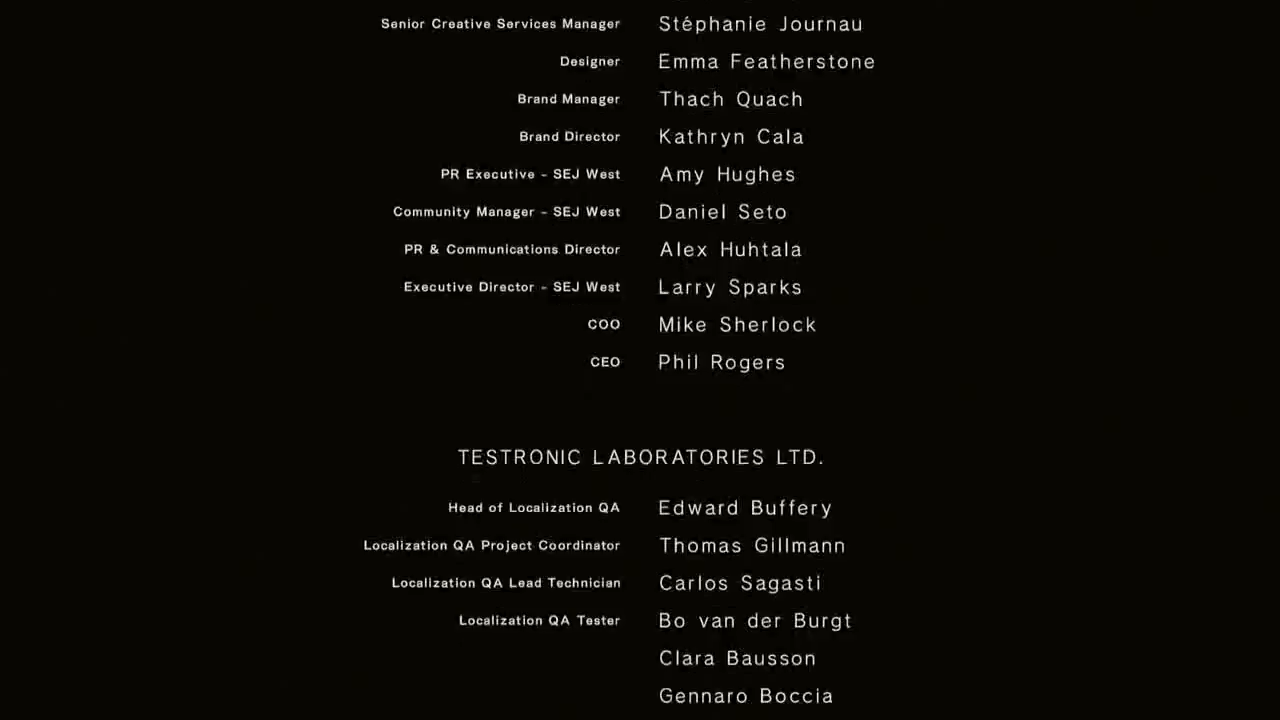 Senior Creative Services Manager Stéphanie Journau
Designer Emma Featherstone
Brand Manager Thach Quach
Brand Director Kathryn Cala
PR Executive - SEJ West Amy Hughes
Community Manager - SEJ West Daniel Seto
PR & Communications Director Alex Huhtala
Executive Director - SEJ West Larry Sparks
COO Mike Sherlock
CEO Phil Rogers
TESTRONIC LABORATORIES LTD.
Head of Localization QA Edward Buffery
Localization QA Project Coordinator Thomas Gillmann
Localization QA Lead Technician Carlos Sagasti
Localization QA Tester Bo van der Burgt
Clara Bausson
Gennaro Boccia